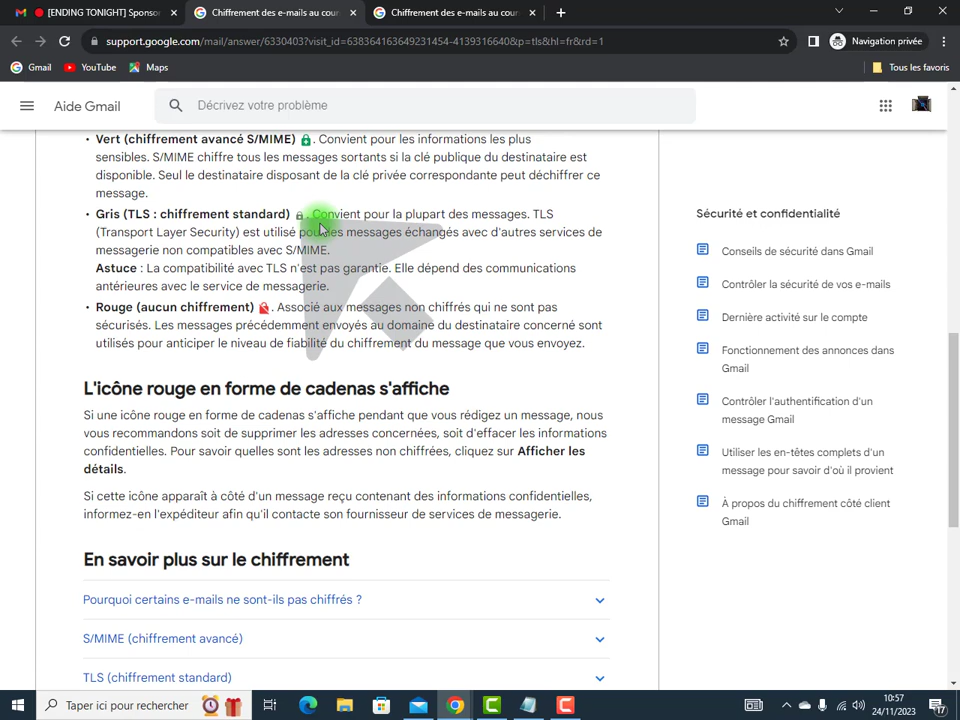 [ENDING TONIGHT] Sponsor
Chiffrement des e-mails au cour
Chiffrement des e-mails au cour
support.google.com/mail/answer/6330403?visit_id=638364163649231454-4139316640&p=tls&hl=fr&rd=1
Navigation privée
Gmail
YouTube
Maps
Tous les favoris
Aide Gmail
Décrivez votre problème
• Vert (chiffrement avancé S/MIME) . Convient pour les informations les plus
sensibles. S/MIME chiffre tous les messages sortants si la clé publique du destinataire est
disponible. Seul le destinataire disposant de la clé privée correspondante peut déchiffrer ce
message.
• Gris (TLS : chiffrement standard) . Convient pour la plupart des messages. TLS
(Transport Layer Security) est utilisé pour les messages échangés avec d'autres services de
messagerie non compatibles avec S/MIME.
Astuce : La compatibilité avec TLS n'est pas garantie. Elle dépend des communications
antérieures avec le service de messagerie.
• Rouge (aucun chiffrement) . Associé aux messages non chiffrés qui ne sont pas
sécurisés. Les messages précédemment envoyés au domaine du destinataire concerné sont
utilisés pour anticiper le niveau de fiabilité du chiffrement du message que vous envoyez.
L'icône rouge en forme de cadenas s'affiche
Si une icône rouge en forme de cadenas s'affiche pendant que vous rédigez un message, nous
vous recommandons soit de supprimer les adresses concernées, soit d'effacer les informations
confidentielles. Pour savoir quelles sont les adresses non chiffrées, cliquez sur Afficher les
détails.
Si cette icône apparaît à côté d'un message reçu contenant des informations confidentielles,
informez-en l'expéditeur afin qu'il contacte son fournisseur de services de messagerie.
En savoir plus sur le chiffrement
Pourquoi certains e-mails ne sont-ils pas chiffrés ?
S/MIME (chiffrement avancé)
TLS (chiffrement standard)
Sécurité et confidentialité
Conseils de sécurité dans Gmail
Contrôler la sécurité de vos e-mails
Dernière activité sur le compte
Fonctionnement des annonces dans
Gmail
Contrôler l'authentification d'un
message Gmail
Utiliser les en-têtes complets d'un
message pour savoir d'où il provient
À propos du chiffrement côté client
Gmail
Taper ici pour rechercher
10:57
24/11/2023
17